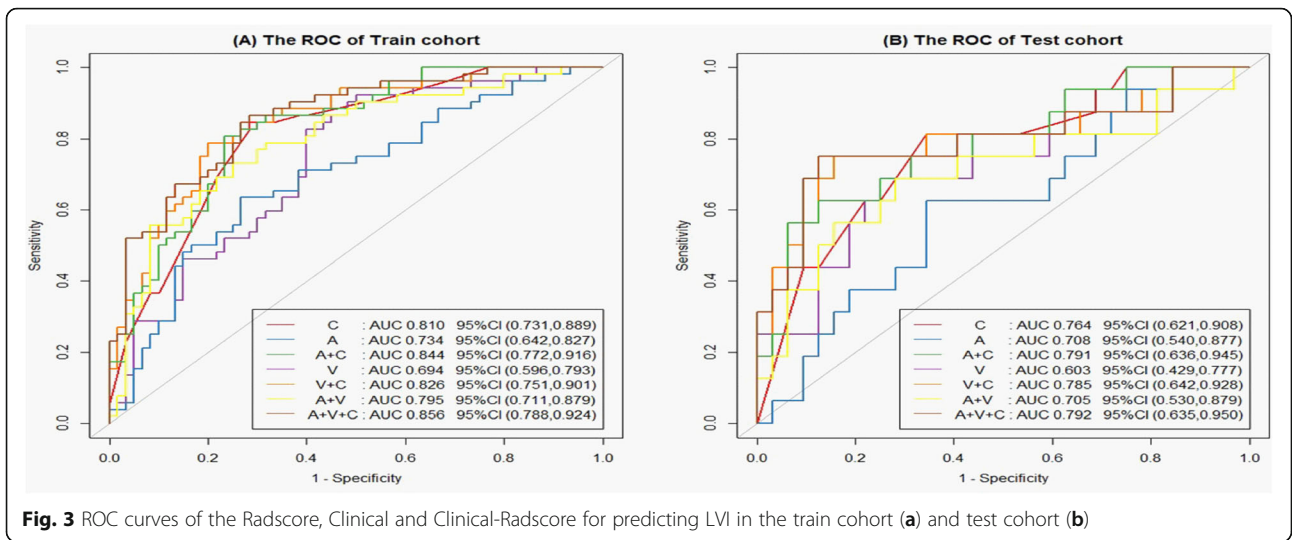 (A) The ROC of Train cohort
Sensitivity
1.0
0.8
0.6
0.4
0.2
0.0
C : AUC 0.810 95%CI (0.731,0.889)
A : AUC 0.734 95%CI (0.642,0.827)
A+C : AUC 0.844 95%CI (0.772,0.916)
V : AUC 0.694 95%CI (0.596,0.793)
V+C : AUC 0.826 95%CI (0.751,0.901)
A+V : AUC 0.795 95%CI (0.711,0.879)
A+V+C : AUC 0.856 95%CI (0.788,0.924)
0.0 0.2 0.4 0.6 0.8 1.0
1 - Specificity
(B) The ROC of Test cohort
Sensitivity
1.0
0.8
0.6
0.4
0.2
0.0
C : AUC 0.764 95%CI (0.621,0.908)
A : AUC 0.708 95%CI (0.540,0.877)
A+C : AUC 0.791 95%CI (0.636,0.945)
V : AUC 0.603 95%CI (0.429,0.777)
V+C : AUC 0.785 95%CI (0.642,0.928)
A+V : AUC 0.705 95%CI (0.530,0.879)
A+V+C : AUC 0.792 95%CI (0.635,0.950)
0.0 0.2 0.4 0.6 0.8 1.0
1 - Specificity
Fig. 3 ROC curves of the Radscore, Clinical and Clinical-Radscore for predicting LVI in the train cohort (a) and test cohort (b)